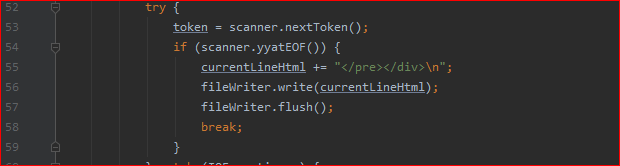 52 try {
53 token = scanner.nextToken();
54 if (scanner.yyatEOF()) {
55 currentLineHtml += "</pre></div>\n";
56 fileWriter.write(currentLineHtml);
57 fileWriter.flush();
58 break;
59 }